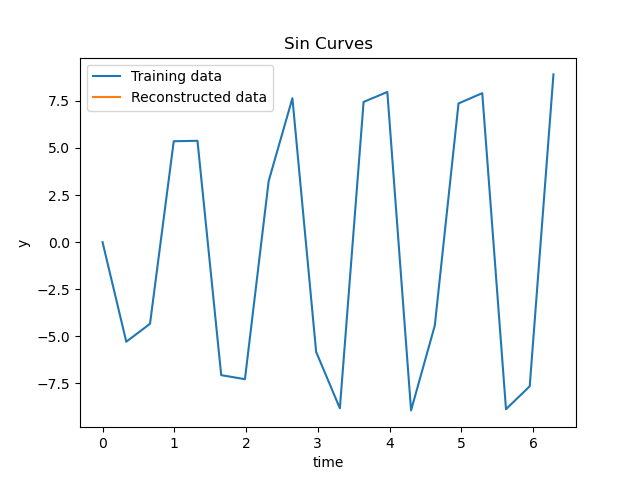 Sin Curves
Training data
Reconstructed data
7.5
5.0
2.5
0.0
−2.5
−5.0
−7.5
y
0 1 2 3 4 5 6
time